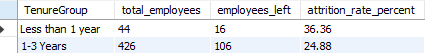 TenureGroup total_employees employees_left attrition_rate_percent
Less than 1 year 44 16 36.36
1-3 Years 426 106 24.88